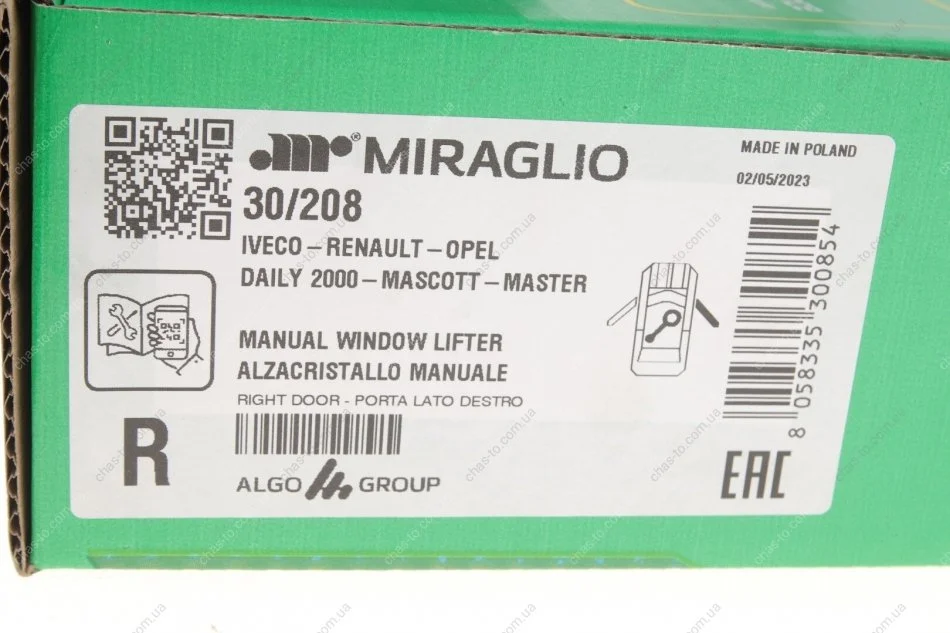 mr® MIRAGLIO
MADE IN POLAND
02/05/2023
30/208
IVECO – RENAULT – OPEL
DAILY 2000 – MASCOTT – MASTER
MANUAL WINDOW LIFTER
ALZACRISTALLO MANUALE
RIGHT DOOR - PORTA LATO DESTRO
R
ALGO GROUP
8 058335 300854
EAC
chas-to.com.ua